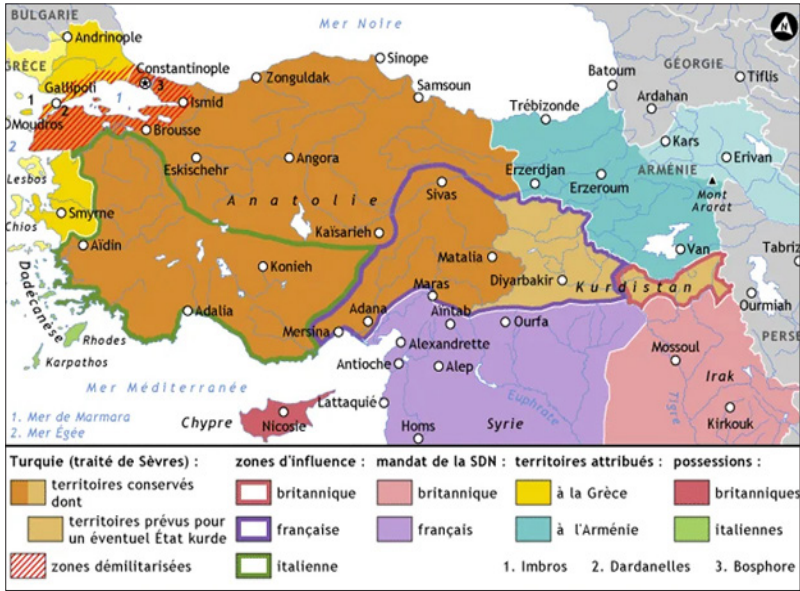 BULGARIE
Mer Noire
N
Andrinople
GRÈCE
Constantinople
Sinope
GÉORGIE
Zonguldak
Batoum
Tiflis
Gallipoli
3
1
1
Ismid
Samsoun
Ardahan
2
Moudros
Trébizonde
2
Brousse
Kars
Erivan
Eskischehr
Angora
Erzerdjan
Erzeroum
ARMÉNIE
Lesbos
Anatolie
Sivas
Mont
Ararat
Smyrne
Chios
Kaïsarieh
Van
Tabriz
Aïdin
Matalia
Konieh
Diyarbakir
Kurdistan
Dodécanèse
Maras
Adalia
Adana
Aïntab
Ourfa
Ourmiah
Rhodes
Mersina
Alexandrette
Mossoul
PERSE
Karpathos
Antioche
Alep
Irak
Mer Méditerranée
Lattaquié
Euphrate
Tigre
1. Mer de Marmara
Chypre
Nicosie
Kirkouk
2. Mer Égée
Homs
Syrie
Turquie (traité de Sèvres) :
territoires conservés
dont
territoires prévus pour
un éventuel État kurde
zones démilitarisées
zones d'influence :
britannique
française
italienne
mandat de la SDN :
britannique
français
territoires attribués :
à la Grèce
à l'Arménie
possessions :
britanniques
italiennes
1. Imbros 2. Dardanelles 3. Bosphore